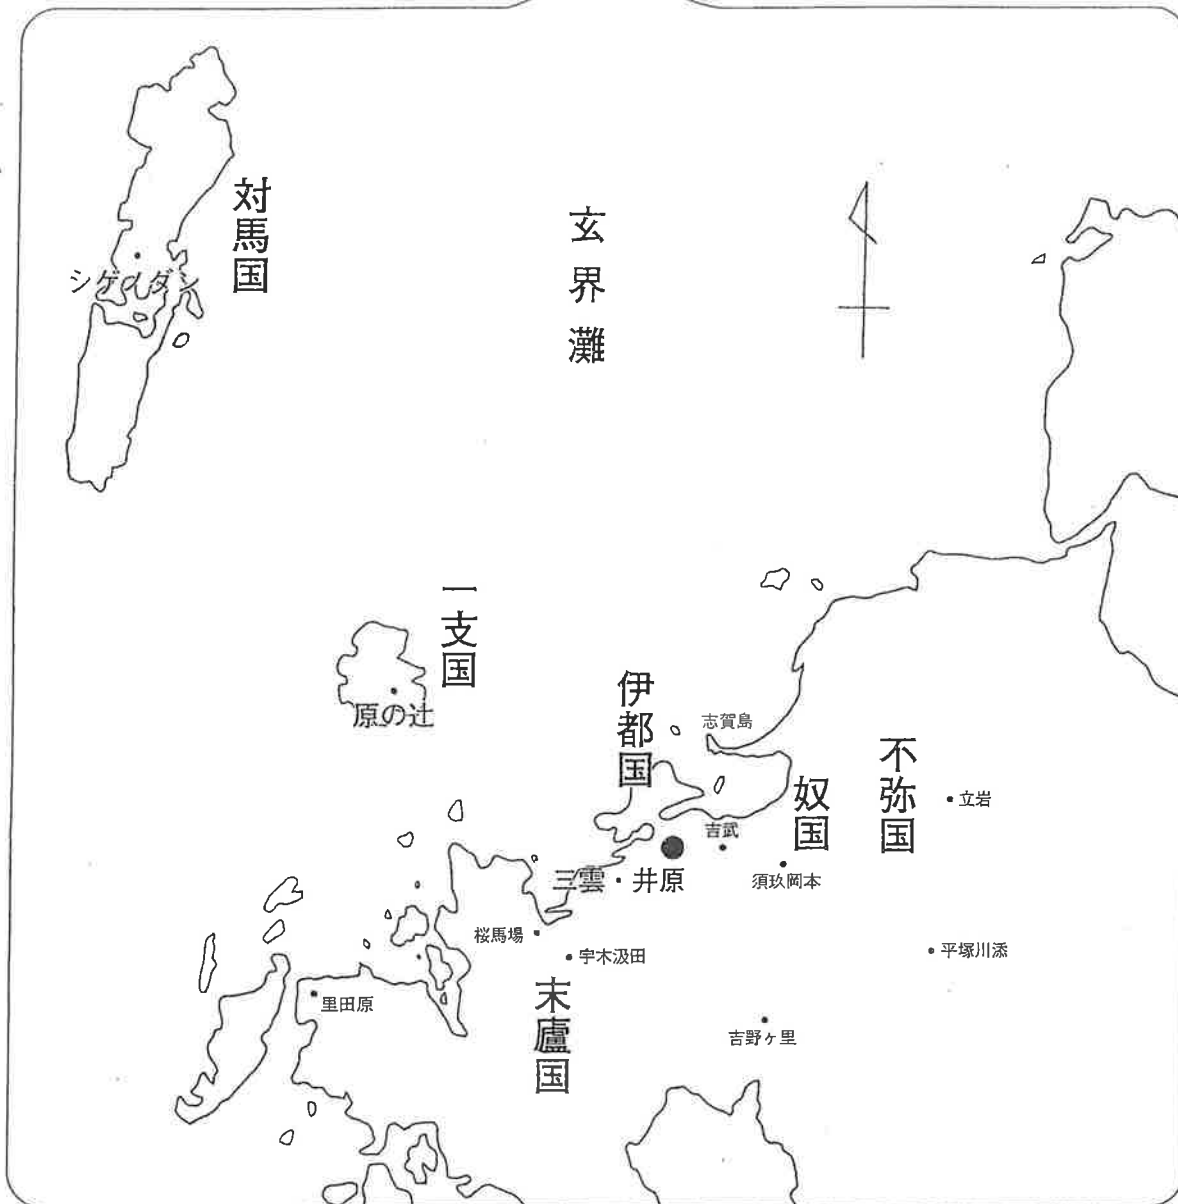 対馬国
シゲノダン
玄界灘
一支国
原の辻
伊都国
志賀島
奴国
不弥国
立岩
吉武
須玖岡本
三雲・井原
桜馬場
宇木汲田
平塚川添
末廬国
里田原
吉野ヶ里